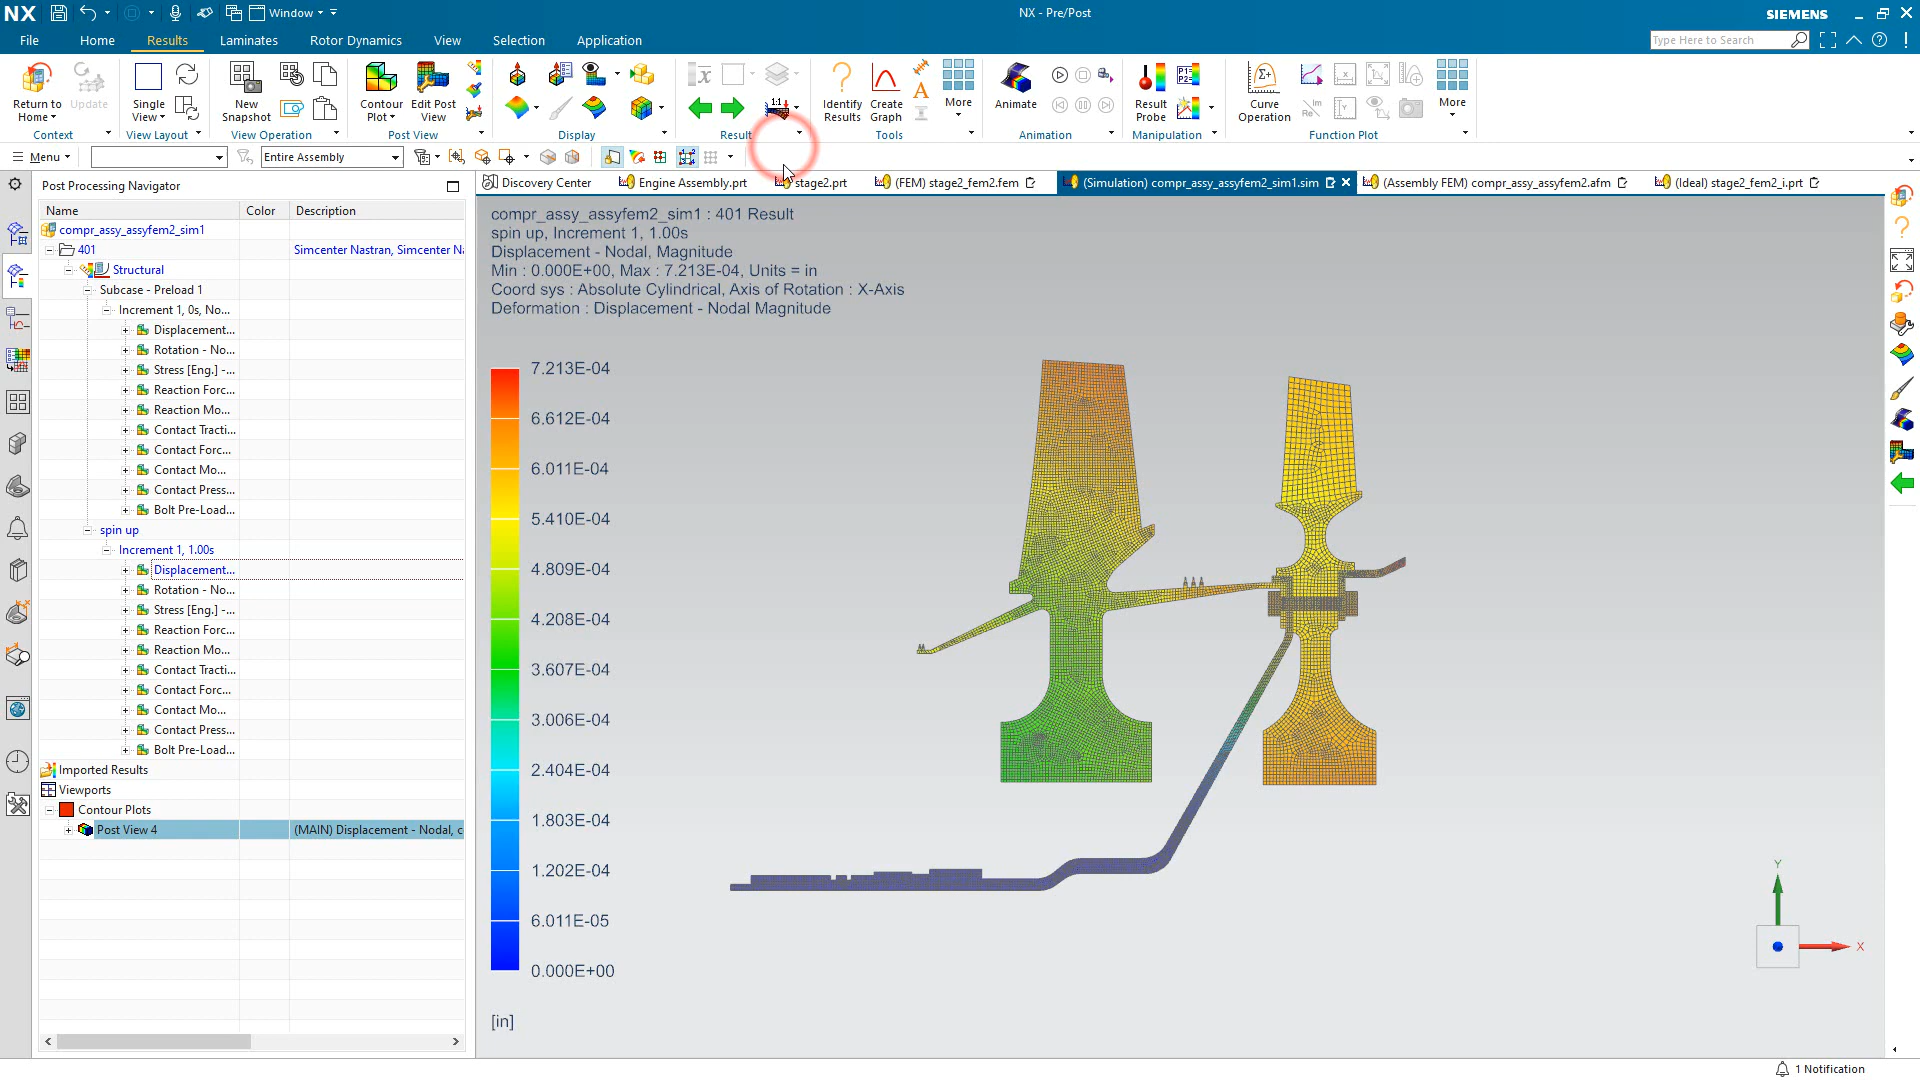 NX
Window
NX - Pre/Post
SIEMENS
File
Home
Results
Laminates
Rotor Dynamics
View
Selection
Application
Type Here to Search
Return to Home
Update
Context
Single View
View Layout
New Snapshot
View Operation
Contour Plot
Edit Post View
Post View
Display
1:1
Result
Identify Results
Create Graph
More
Tools
Animate
Animation
Result Probe
Manipulation
Curve Operation
More
Function Plot
Menu
Entire Assembly
Discovery Center
Engine Assembly.prt
stage2.prt
(FEM) stage2_fem2.fem
(Simulation) compr_assy_assyfem2_sim1.sim
(Assembly FEM) compr_assy_assyfem2.afm
(Ideal) stage2_fem2_i.prt
Post Processing Navigator
Name
Color
Description
compr_assy_assyfem2_sim1
401
Simcenter Nastran, Simcenter Na
Structural
Subcase - Preload 1
Increment 1, 0s, No...
Displacement...
Rotation - No...
Stress [Eng.] -...
Reaction Forc...
Reaction Mo...
Contact Tracti...
Contact Forc...
Contact Mo...
Contact Press...
Bolt Pre-Load...
spin up
Increment 1, 1.00s
Displacement...
Rotation - No...
Stress [Eng.] -...
Reaction Forc...
Reaction Mo...
Contact Tracti...
Contact Forc...
Contact Mo...
Contact Press...
Bolt Pre-Load...
Imported Results
Viewports
Contour Plots
Post View 4
(MAIN) Displacement - Nodal, c
compr_assy_assyfem2_sim1 : 401 Result
spin up, Increment 1, 1.00s
Displacement - Nodal, Magnitude
Min : 0.000E+00, Max : 7.213E-04, Units = in
Coord sys : Absolute Cylindrical, Axis of Rotation : X-Axis
Deformation : Displacement - Nodal Magnitude
7.213E-04
6.612E-04
6.011E-04
5.410E-04
4.809E-04
4.208E-04
3.607E-04
3.006E-04
2.404E-04
1.803E-04
1.202E-04
6.011E-05
0.000E+00
[in]
Y
X
1 Notification